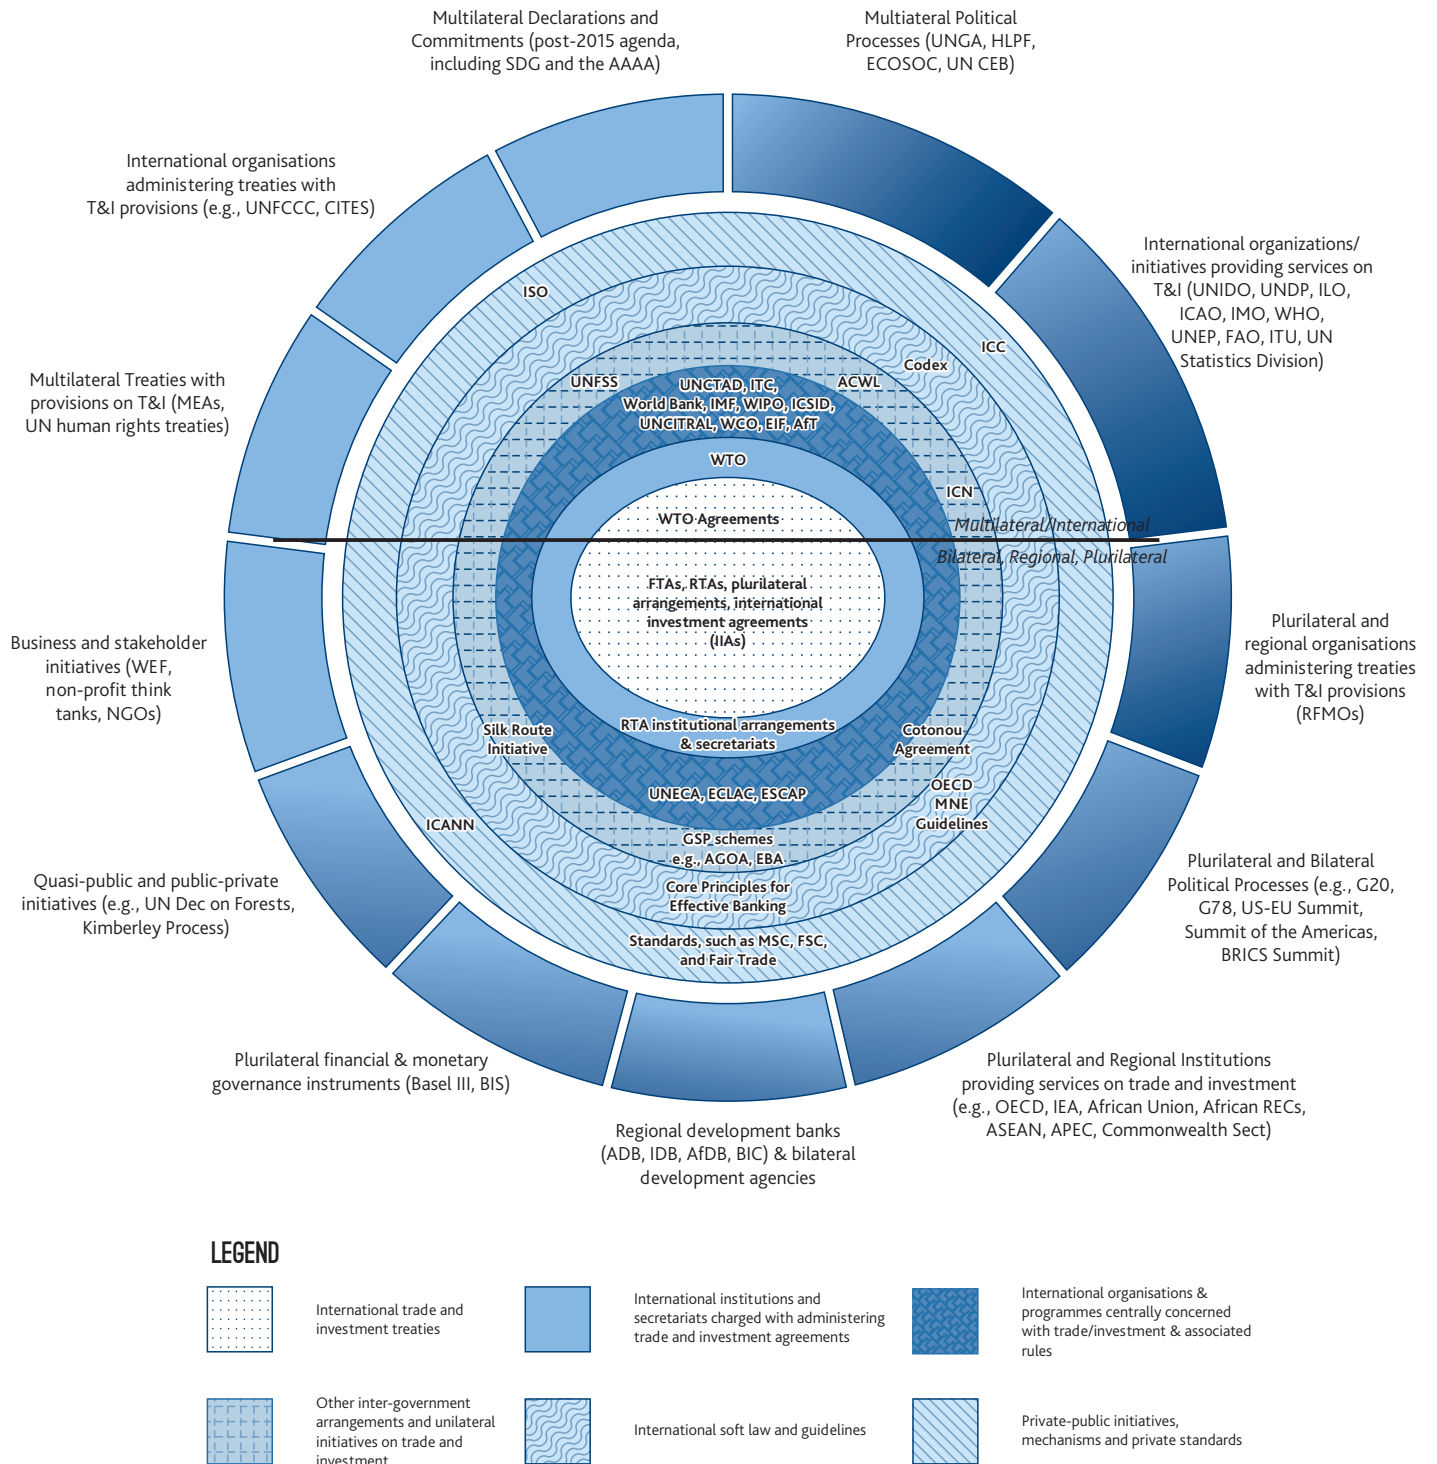 Multilateral Declarations and
Commitments (post-2015 agenda,
including SDG and the AAAA)
Multiateral Political
Processes (UNGA, HLPF,
ECOSOC, UN CEB)
International organisations
administering treaties with
T&I provisions (e.g., UNFCCC, CITES)
International organizations/
initiatives providing services on
T&I (UNIDO, UNDP, ILO,
ICAO, IMO, WHO,
UNEP, FAO, ITU, UN
Statistics Division)
Multilateral Treaties with
provisions on T&I (MEAs,
UN human rights treaties)
ISO
ICC
Codex
UNFSS
ACWL
UNCTAD, ITC,
World Bank, IMF, WIPO, ICSID,
UNCITRAL, WCO, EIF, AfT
WTO
ICN
WTO Agreements
Multilateral/International
Bilateral, Regional, Plurilateral
FTAs, RTAs, plurilateral
arrangements, international
investment agreements
(IIAs)
Business and stakeholder
initiatives (WEF,
non-profit think
tanks, NGOs)
Plurilateral and
regional organisations
administering treaties
with T&I provisions
(RFMOs)
RTA institutional arrangements
& secretariats
Silk Route
Initiative
Cotonou
Agreement
UNECA, ECLAC, ESCAP
OECD
MNE
Guidelines
ICANN
GSP schemes
e.g., AGOA, EBA
Core Principles for
Effective Banking
Standards, such as MSC, FSC,
and Fair Trade
Quasi-public and public-private
initiatives (e.g., UN Dec on Forests,
Kimberley Process)
Plurilateral and Bilateral
Political Processes (e.g., G20,
G78, US-EU Summit,
Summit of the Americas,
BRICS Summit)
Plurilateral financial & monetary
governance instruments (Basel III, BIS)
Plurilateral and Regional Institutions
providing services on trade and investment
(e.g., OECD, IEA, African Union, African RECs,
ASEAN, APEC, Commonwealth Sect)
Regional development banks
(ADB, IDB, AfDB, BIC) & bilateral
development agencies
LEGEND
International trade and
investment treaties
International institutions and
secretariats charged with administering
trade and investment agreements
International organisations &
programmes centrally concerned
with trade/investment & associated
rules
Other inter-government
arrangements and unilateral
initiatives on trade and
investment
International soft law and guidelines
Private-public initiatives,
mechanisms and private standards